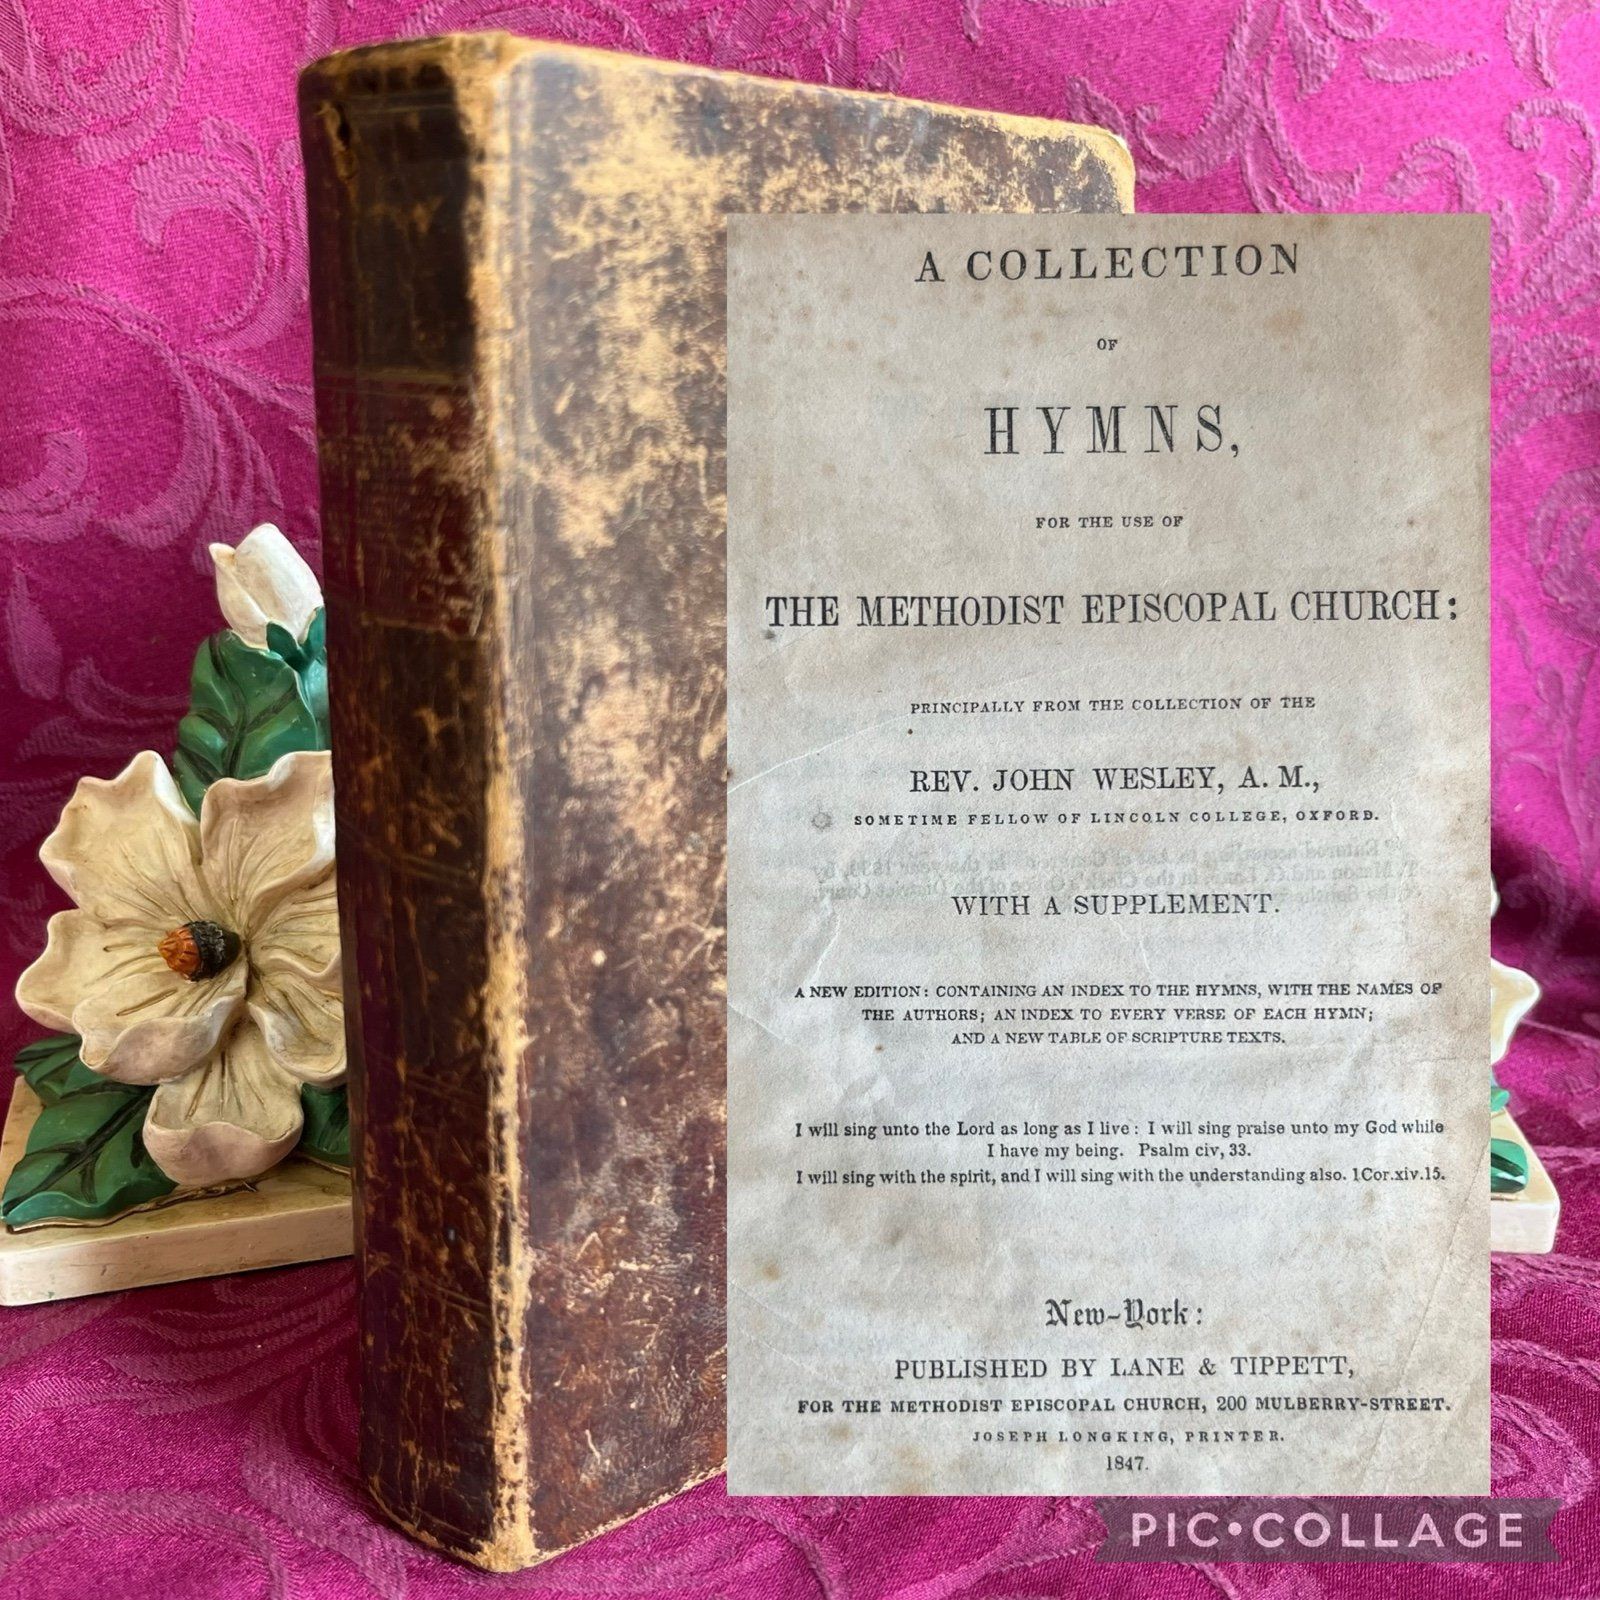 A COLLECTION
OF
HYMNS,
FOR THE USE OF
THE METHODIST EPISCOPAL CHURCH:
PRINCIPALLY FROM THE COLLECTION OF THE
REV. JOHN WESLEY, A. M.,
SOMETIME FELLOW OF LINCOLN COLLEGE, OXFORD.
WITH A SUPPLEMENT.
A NEW EDITION: CONTAINING AN INDEX TO THE HYMNS, WITH THE NAMES OF
THE AUTHORS; AN INDEX TO EVERY VERSE OF EACH HYMN;
AND A NEW TABLE OF SCRIPTURE TEXTS.
I will sing unto the Lord as long as I live: I will sing praise unto my God while
I have my being. Psalm civ, 33.
I will sing with the spirit, and I will sing with the understanding also. 1Cor.xiv.15.
New-York:
PUBLISHED BY LANE & TIPPETT,
FOR THE METHODIST EPISCOPAL CHURCH, 200 MULBERRY-STREET.
JOSEPH LONGKING, PRINTER.
1847.
PIC•COLLAGE